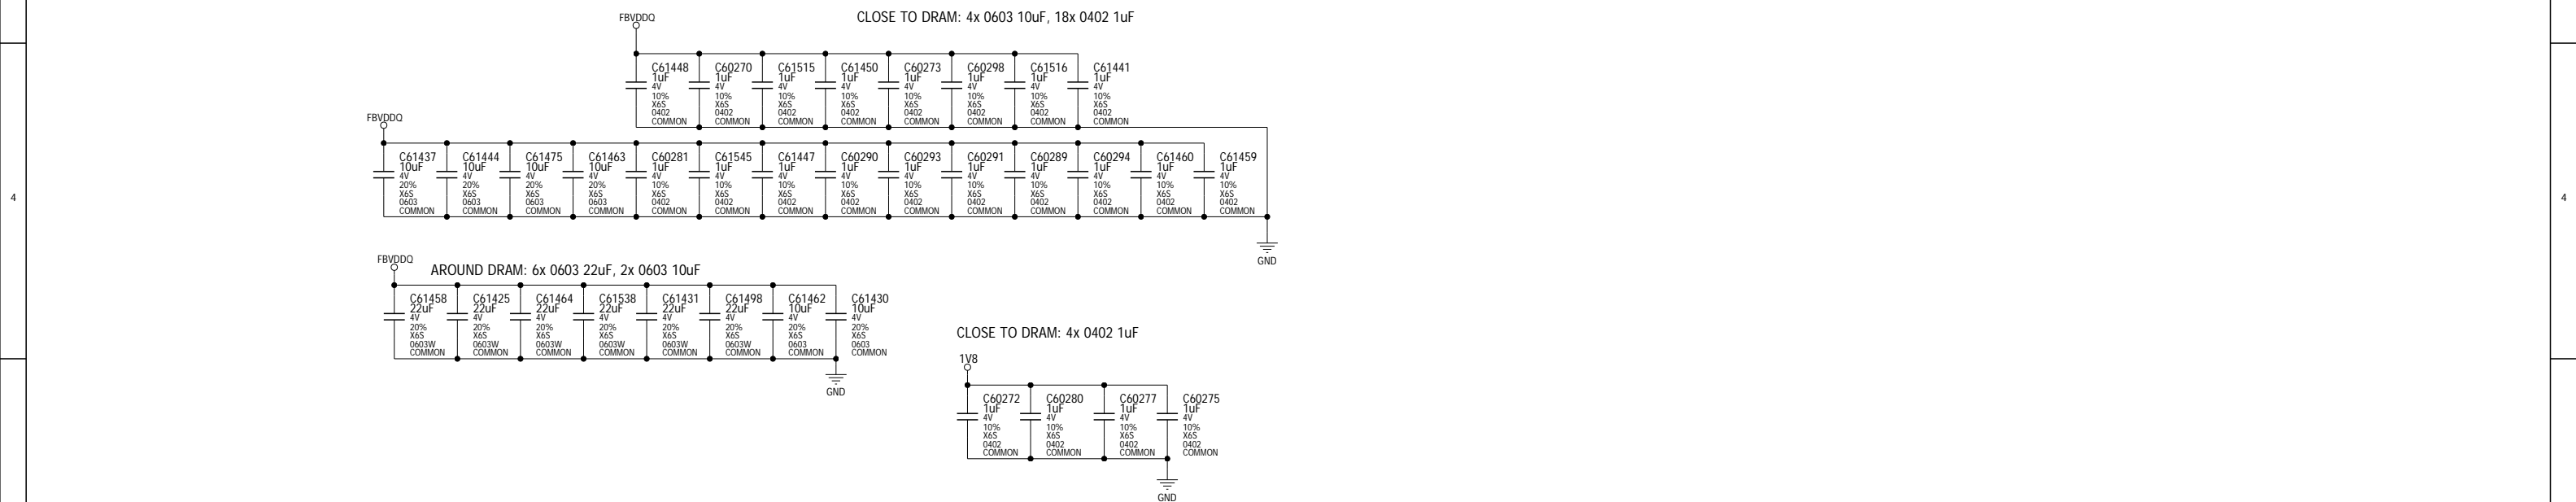 FBVDDQ
CLOSE TO DRAM: 4x 0603 10uF, 18x 0402 1uF
C61448 C60270 C61515 C61450 C60273 C60298 C61516 C61441
1uF 1uF 1uF 1uF 1uF 1uF 1uF 1uF
4V 4V 4V 4V 4V 4V 4V 4V
10% 10% 10% 10% 10% 10% 10% 10%
X6S X6S X6S X6S X6S X6S X6S X6S
0402 0402 0402 0402 0402 0402 0402 0402
COMMON COMMON COMMON COMMON COMMON COMMON COMMON COMMON
FBVDDQ
C61437 C61444 C61475 C61463 C60281 C61545 C61447 C60290 C60293 C60291 C60289 C60294 C61460 C61459
10uF 10uF 10uF 10uF 1uF 1uF 1uF 1uF 1uF 1uF 1uF 1uF 1uF 1uF
4V 4V 4V 4V 4V 4V 4V 4V 4V 4V 4V 4V 4V 4V
20% 20% 20% 20% 10% 10% 10% 10% 10% 10% 10% 10% 10% 10%
X6S X6S X6S X6S X6S X6S X6S X6S X6S X6S X6S X6S X6S X6S
0603 0603 0603 0603 0402 0402 0402 0402 0402 0402 0402 0402 0402 0402
COMMON COMMON COMMON COMMON COMMON COMMON COMMON COMMON COMMON COMMON COMMON COMMON COMMON COMMON
4 4
GND
FBVDDQ
AROUND DRAM: 6x 0603 22uF, 2x 0603 10uF
C61458 C61425 C61464 C61538 C61431 C61498 C61462 C61430
22uF 22uF 22uF 22uF 22uF 22uF 10uF 10uF
4V 4V 4V 4V 4V 4V 4V 4V
20% 20% 20% 20% 20% 20% 20% 20%
X6S X6S X6S X6S X6S X6S X6S X6S
0603W 0603W 0603W 0603W 0603W 0603W 0603 0603
COMMON COMMON COMMON COMMON COMMON COMMON COMMON COMMON
GND
CLOSE TO DRAM: 4x 0402 1uF
1V8
C60272 C60280 C60277 C60275
1uF 1uF 1uF 1uF
4V 4V 4V 4V
10% 10% 10% 10%
X6S X6S X6S X6S
0402 0402 0402 0402
COMMON COMMON COMMON COMMON
GND